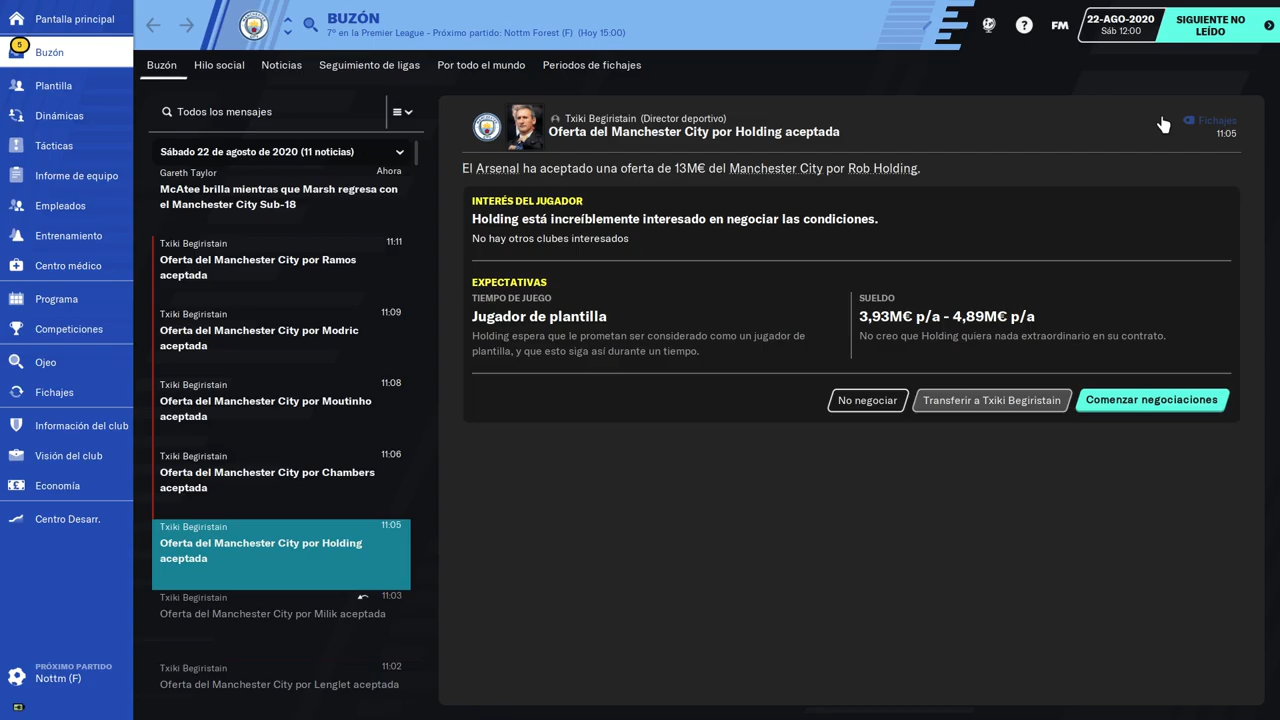 Pantalla principal
5
Buzón
Plantilla
Dinámicas
Tácticas
Informe de equipo
Empleados
Entrenamiento
Centro médico
Programa
Competiciones
Ojeo
Fichajes
Información del club
Visión del club
Economía
Centro Desarr.
PRÓXIMO PARTIDO
Nottm (F)
BUZÓN
7º en la Premier League - Próximo partido: Nottm Forest (F) (Hoy 15:00)
?
FM
22-AGO-2020
Sáb 12:00
SIGUIENTE NO
LEÍDO
Buzón
Hilo social
Noticias
Seguimiento de ligas
Por todo el mundo
Periodos de fichajes
Todos los mensajes
Sábado 22 de agosto de 2020 (11 noticias)
Gareth Taylor
Ahora
McAtee brilla mientras que Marsh regresa con
el Manchester City Sub-18
Txiki Begiristain
11:11
Oferta del Manchester City por Ramos
aceptada
Txiki Begiristain
11:09
Oferta del Manchester City por Modric
aceptada
Txiki Begiristain
11:08
Oferta del Manchester City por Moutinho
aceptada
Txiki Begiristain
11:06
Oferta del Manchester City por Chambers
aceptada
Txiki Begiristain
11:05
Oferta del Manchester City por Holding
aceptada
Txiki Begiristain
11:03
Oferta del Manchester City por Milik aceptada
Txiki Begiristain
11:02
Oferta del Manchester City por Lenglet aceptada
Txiki Begiristain (Director deportivo)
Oferta del Manchester City por Holding aceptada
Fichajes
11:05
El Arsenal ha aceptado una oferta de 13M€ del Manchester City por Rob Holding.
INTERÉS DEL JUGADOR
Holding está increíblemente interesado en negociar las condiciones.
No hay otros clubes interesados
EXPECTATIVAS
TIEMPO DE JUEGO
Jugador de plantilla
Holding espera que le prometan ser considerado como un jugador de
plantilla, y que esto siga así durante un tiempo.
SUELDO
3,93M€ p/a - 4,89M€ p/a
No creo que Holding quiera nada extraordinario en su contrato.
No negociar
Transferir a Txiki Begiristain
Comenzar negociaciones